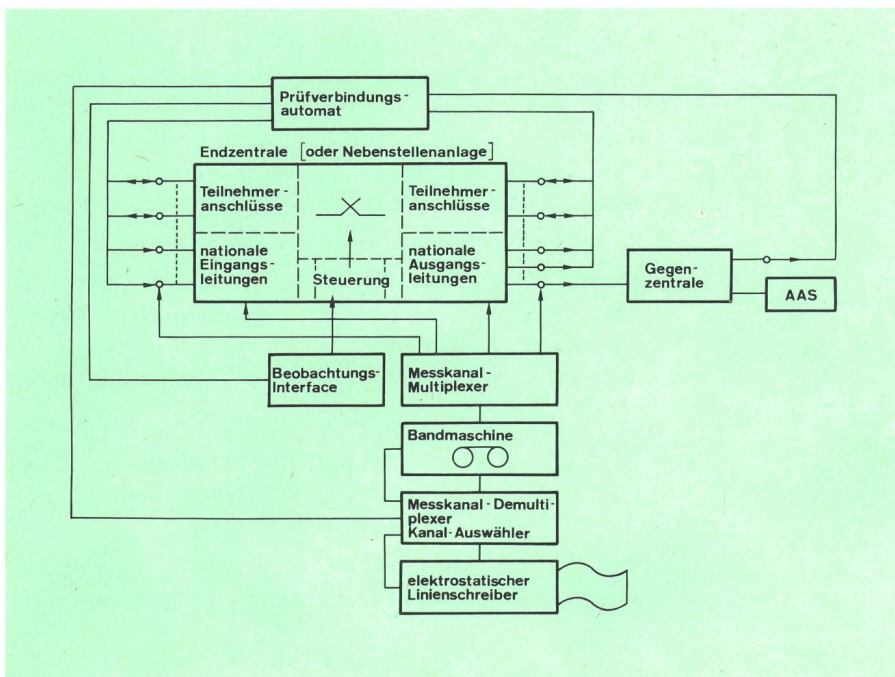 Prüfverbindungs-
automat
Endzentrale [oder Nebenstellenanlage]
Teilnehmer-
anschlüsse
Teilnehmer-
anschlüsse
nationale
Eingangs-
leitungen
Steuerung
nationale
Ausgangs-
leitungen
Gegen-
zentrale
AAS
Beobachtungs-
Interface
Messkanal-
Multiplexer
Bandmaschine
Messkanal-Demulti-
plexer
Kanal-Auswähler
elektrostatischer
Linienschreiber